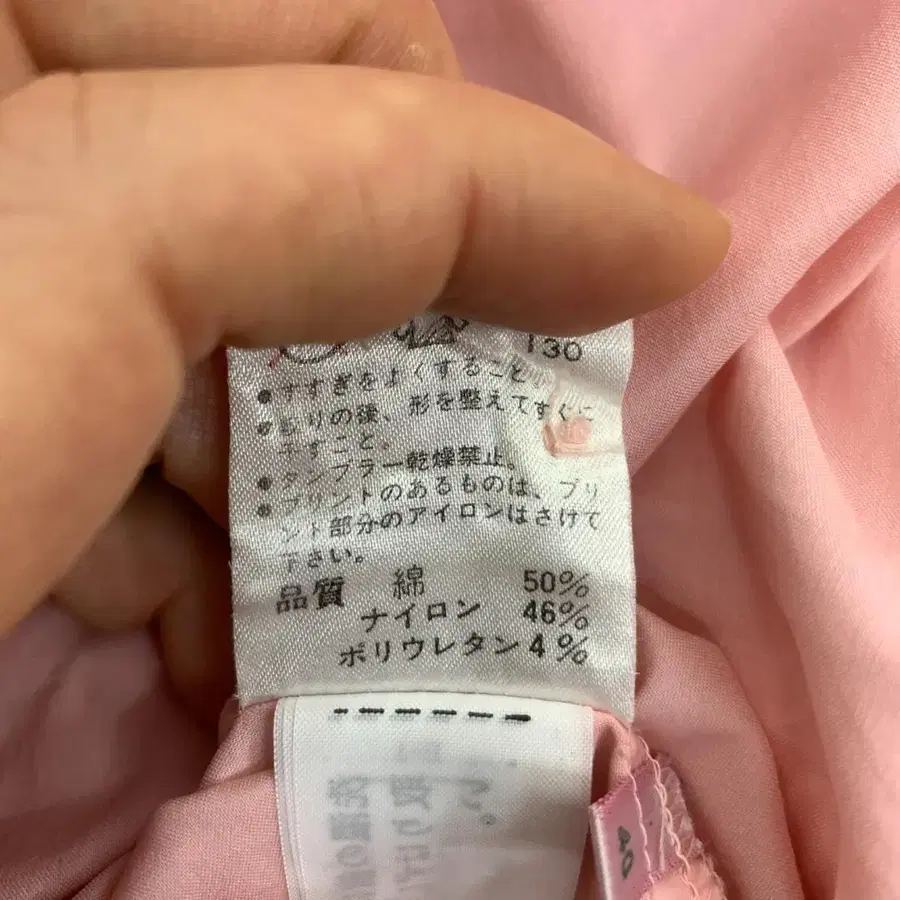 130
●すすぎをよくすること
●絞りの後、形を整えてすぐに
干すこと。
●タンブラー乾燥禁止。
●プリントのあるものは、プリ
ント部分のアイロンはさけて
下さい。
品質 綿 50%
ナイロン 46%
ポリウレタン 4%
40